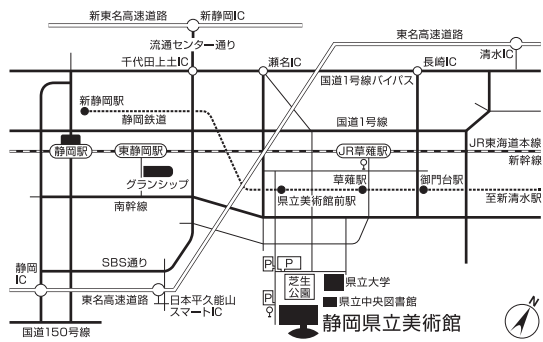 新東名高速道路
新静岡IC
東名高速道路
流通センター通り
清水IC
千代田上土IC
瀬名IC
長崎IC
国道1号線バイパス
新静岡駅
静岡鉄道
国道1号線
JR東海道本線
静岡駅
東静岡駅
JR草薙駅
新幹線
グランシップ
草薙駅
御門台駅
県立美術館前駅
至新清水駅
南幹線
SBS通り
P
P
静岡
IC
芝生
公園
県立大学
東名高速道路
日本平久能山
スマートIC
P
県立中央図書館
静岡県立美術館
国道150号線
N